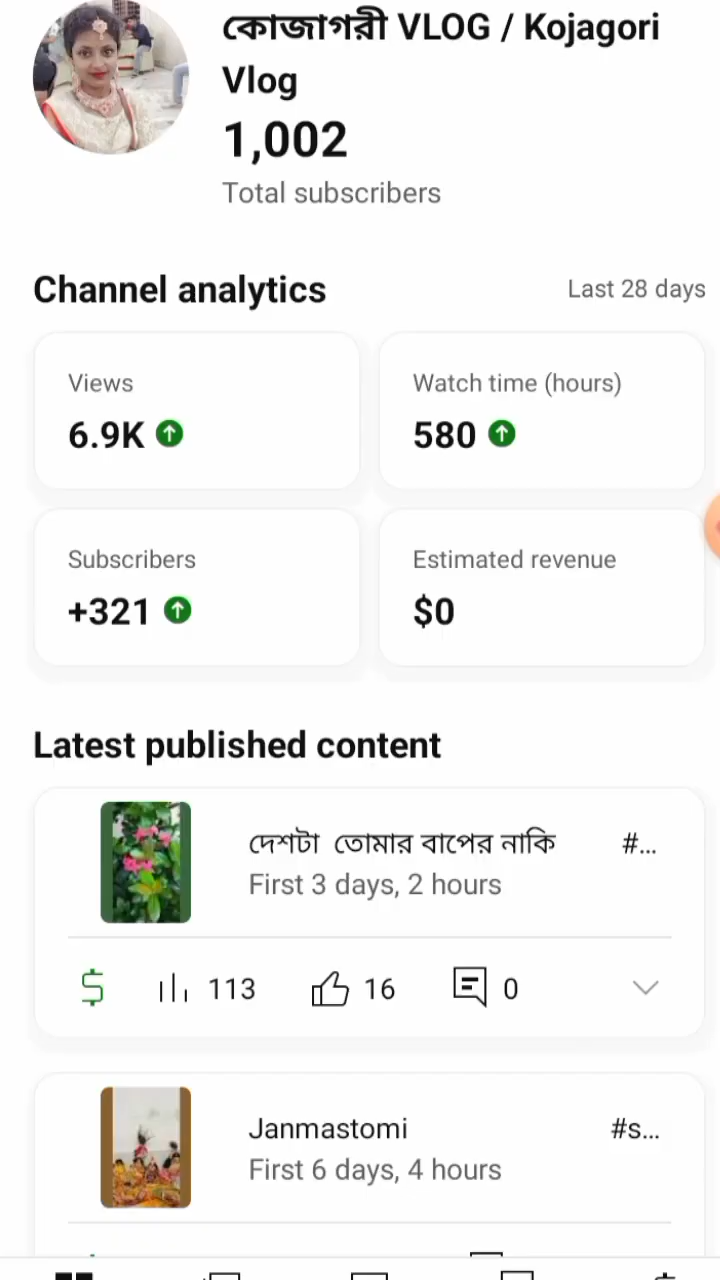 কোজাগরী VLOG / Kojagori
Vlog
1,002
Total subscribers
Channel analytics
Last 28 days
Views
Watch time (hours)
6.9K
580
Subscribers
Estimated revenue
+321
$0
Latest published content
দেশটা তোমার বাপের নাকি #...
First 3 days, 2 hours
113 16 0
Janmastomi #s...
First 6 days, 4 hours